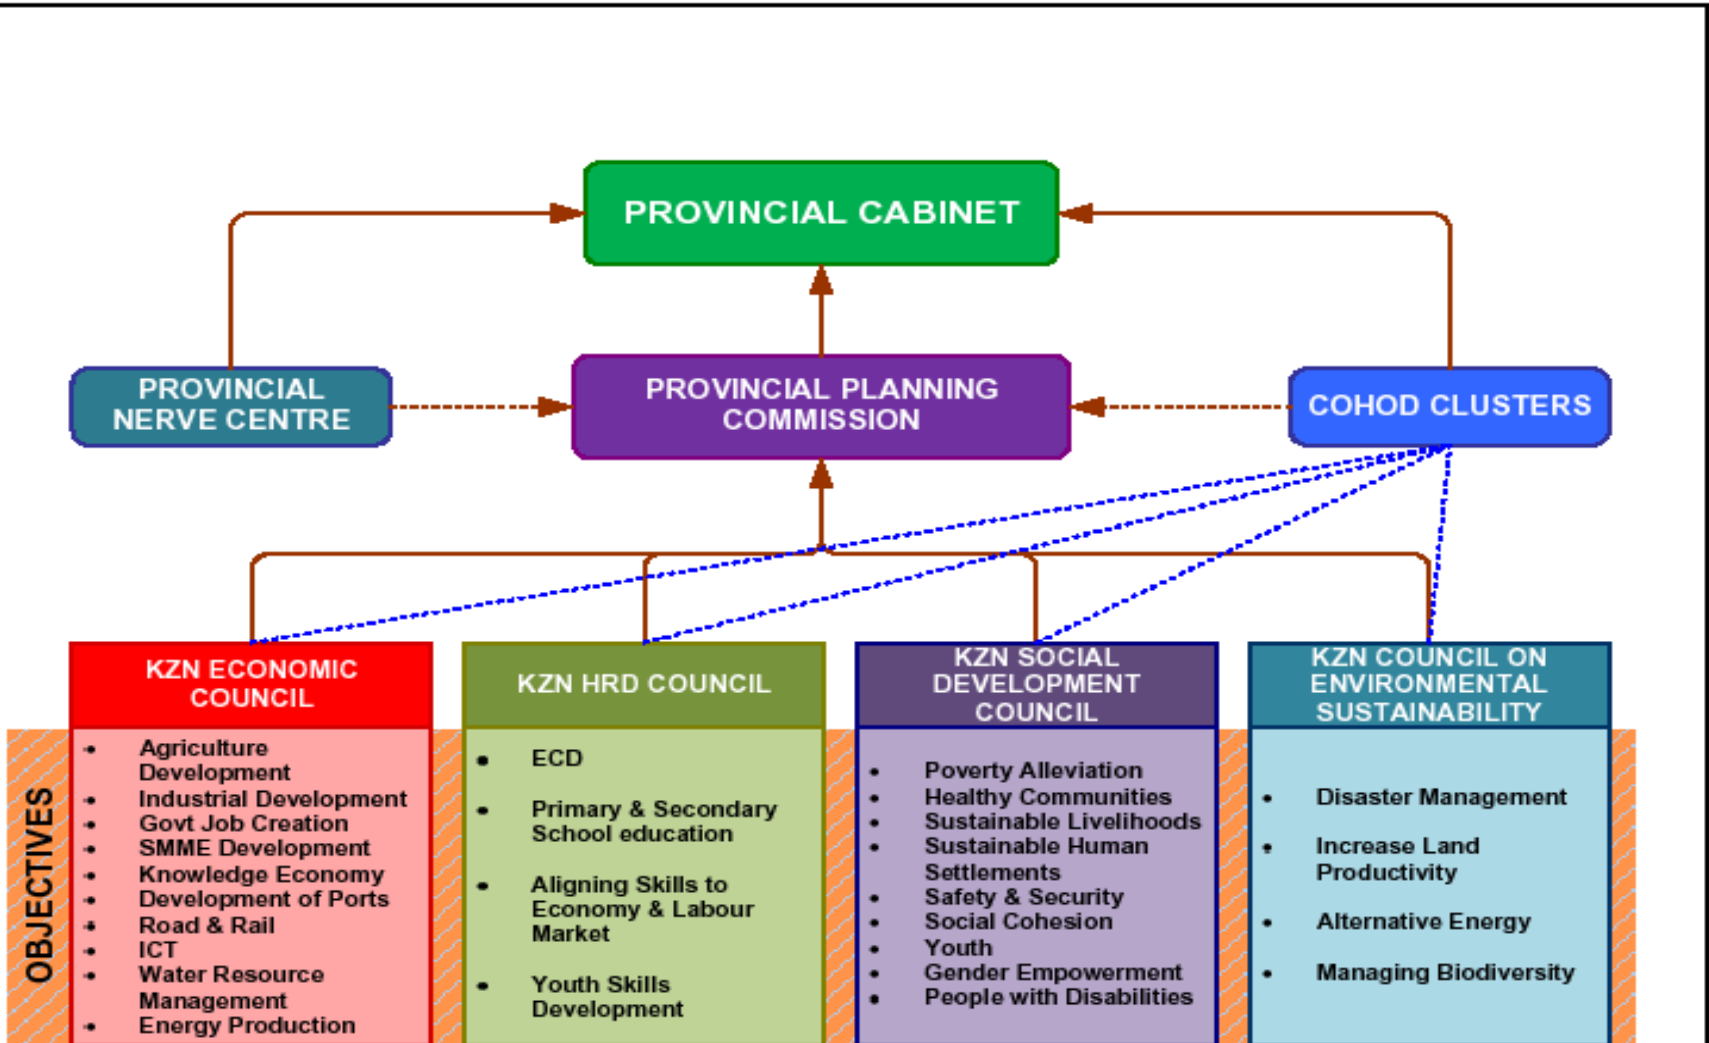 PROVINCIAL CABINET
PROVINCIAL
NERVE CENTRE
PROVINCIAL PLANNING
COMMISSION
COHOD CLUSTERS
KZN ECONOMIC
COUNCIL
KZN HRD COUNCIL
KZN SOCIAL
DEVELOPMENT
COUNCIL
KZN COUNCIL ON
ENVIRONMENTAL
SUSTAINABILITY
OBJECTIVES
• Agriculture
Development
• Industrial Development
• Govt Job Creation
• SMME Development
• Knowledge Economy
• Development of Ports
• Road & Rail
• ICT
• Water Resource
Management
• Energy Production
• ECD
• Primary & Secondary
School education
• Aligning Skills to
Economy & Labour
Market
• Youth Skills
Development
• Poverty Alleviation
• Healthy Communities
• Sustainable Livelihoods
• Sustainable Human
Settlements
• Safety & Security
• Social Cohesion
• Youth
• Gender Empowerment
• People with Disabilities
• Disaster Management
• Increase Land
Productivity
• Alternative Energy
• Managing Biodiversity